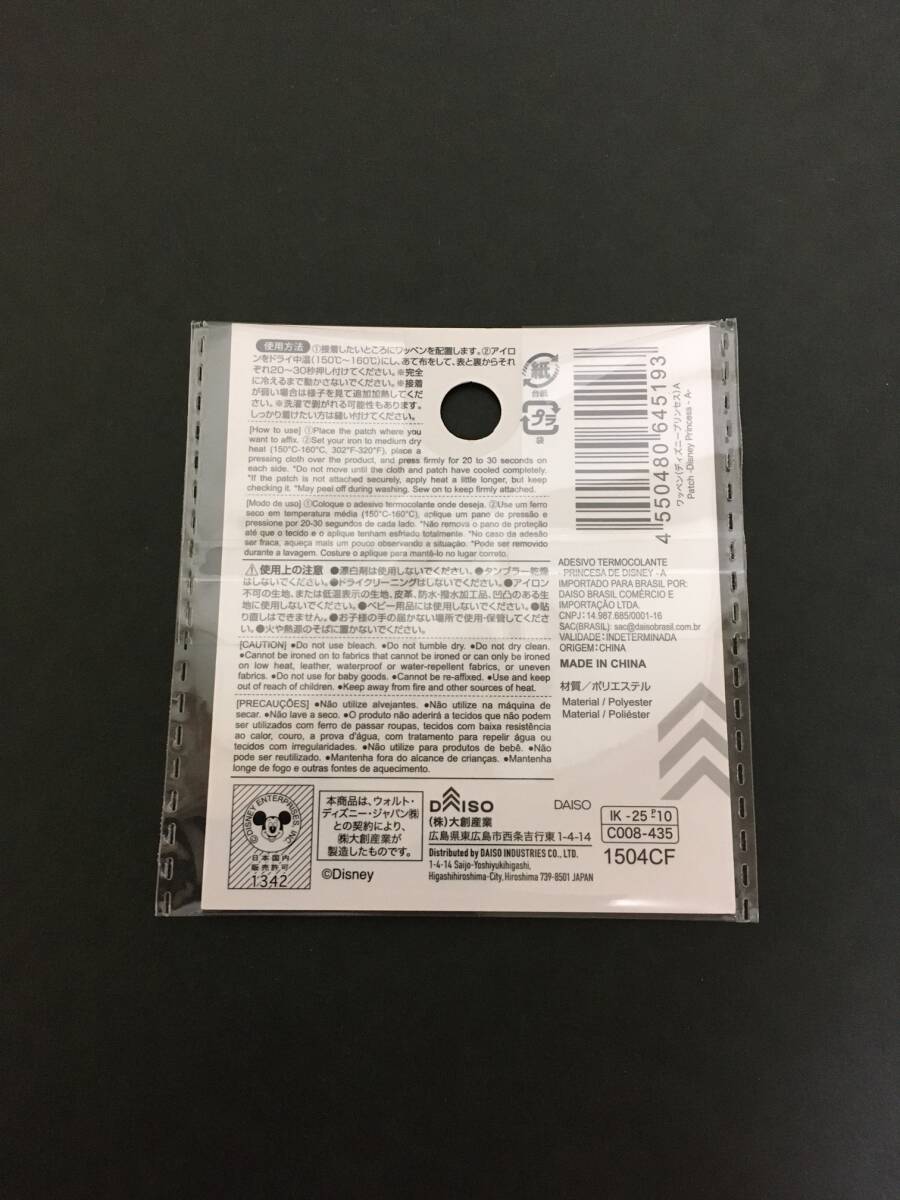 使用方法 ①接着したいところにワッペンを配置します。②アイロ
ンをドライ中温(150℃〜160℃)にし、あて布をして、表と裏からそれ
ぞれ20〜30秒押し付けてください。※完全
に冷えるまで動かさないでください。※接着
が弱い場合は様子を見て追加加熱してくだ
さい。※洗濯で剥がれる可能性もあります。
しっかり着けたい方は縫い付けてください。
[How to use] ①Place the patch where you
want to affix. ②Set your iron to medium dry
heat (150°C-160°C, 302°F-320°F), place a
pressing cloth over the product, and press firmly for 20 to 30 seconds on
each side. *Do not move until the cloth and patch have cooled completely.
*If the patch is not attached securely, apply heat a little longer, but keep
checking it. *May peel off during washing. Sew on to keep firmly attached.
[Modo de uso] ①Coloque o adesivo termocolante onde deseja. ②Use um ferro
seco em temperatura média (150°C-160°C), aplique um pano de pressão e
pressione por 20-30 segundos de cada lado. *Não remova o pano de proteção
até que o tecido e o aplique tenham esfriado totalmente. *No caso da adesão
ser fraca, aqueça mais um pouco observando a situação. *Pode ser removido
durante a lavagem. Costure o aplique para mantê-lo no lugar correto.
⚠使用上の注意 ●漂白剤は使用しないでください。●タンブラー乾燥
はしないでください。●ドライクリーニングはしないでください。●アイロン
不可の生地、または低温表示の生地、皮革、防水・撥水加工品、凹凸のある生
地に使用しないでください。●ベビー用品には使用しないでください。●貼
り直しはできません。●お子様の手の届かない場所で使用・保管してくださ
い。●火や熱源のそばに置かないでください。
[CAUTION] ●Do not use bleach. ●Do not tumble dry. ●Do not dry clean.
●Cannot be ironed on to fabrics that cannot be ironed or can only be ironed
on low heat, leather, waterproof or water-repellent fabrics, or uneven
fabrics. ●Do not use for baby goods. ●Cannot be re-affixed. ●Use and keep
out of reach of children. ●Keep away from fire and other sources of heat.
[PRECAUÇÕES] ●Não utilize alvejantes. ●Não utilize na máquina de
secar. ●Não lave a seco. ●O produto não aderirá a tecidos que não podem
ser utilizados com ferro de passar roupas, tecidos com baixa resistência
ao calor, couro, a prova d'água, com tratamento para repelir água ou
tecidos com irregularidades. ●Não utilize para produtos de bebê. ●Não
pode ser reutilizado. ●Mantenha fora do alcance de crianças. ●Mantenha
longe de fogo e outras fontes de aquecimento.
紙
台紙
プラ
袋
4 550480 645193
ワッペン(ディズニープリンセス)A
Patch -Disney Princess - A-
ADESIVO TERMOCOLANTE
PRINCESA DE DISNEY - A
IMPORTADO PARA BRASIL POR:
DAISO BRASIL COMÉRCIO E
IMPORTAÇÃO LTDA.
CNPJ: 14.987.685/0001-16
SAC(BRASIL): sac@daisobrasil.com.br
VALIDADE: INDETERMINADA
ORIGEM: CHINA
MADE IN CHINA
材質／ポリエステル
Material / Polyester
Material / Poliéster
©DISNEY ENTERPRISES, INC.
日本国内
販売許可
1342
本商品は、ウォルト・
ディズニー・ジャパン㈱
との契約により、
㈱大創産業が
製造したものです。
©Disney
DAISO
(株)大創産業
広島県東広島市西条吉行東 1-4-14
Distributed by DAISO INDUSTRIES CO., LTD.
1-4-14 Saijo-Yoshiyukihigashi,
Higashihiroshima-City, Hiroshima 739-8501 JAPAN
DAISO
IK - 25 P 10
C008-435
1504CF